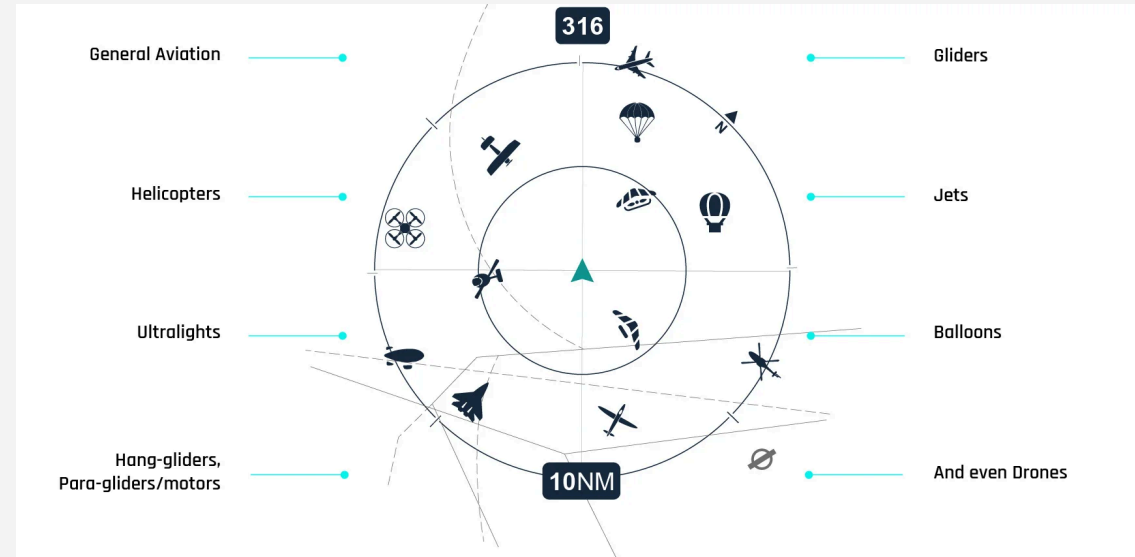 316
General Aviation
Gliders
N
Helicopters
Jets
Ultralights
Balloons
Hang-gliders,
Para-gliders/motors
And even Drones
10NM